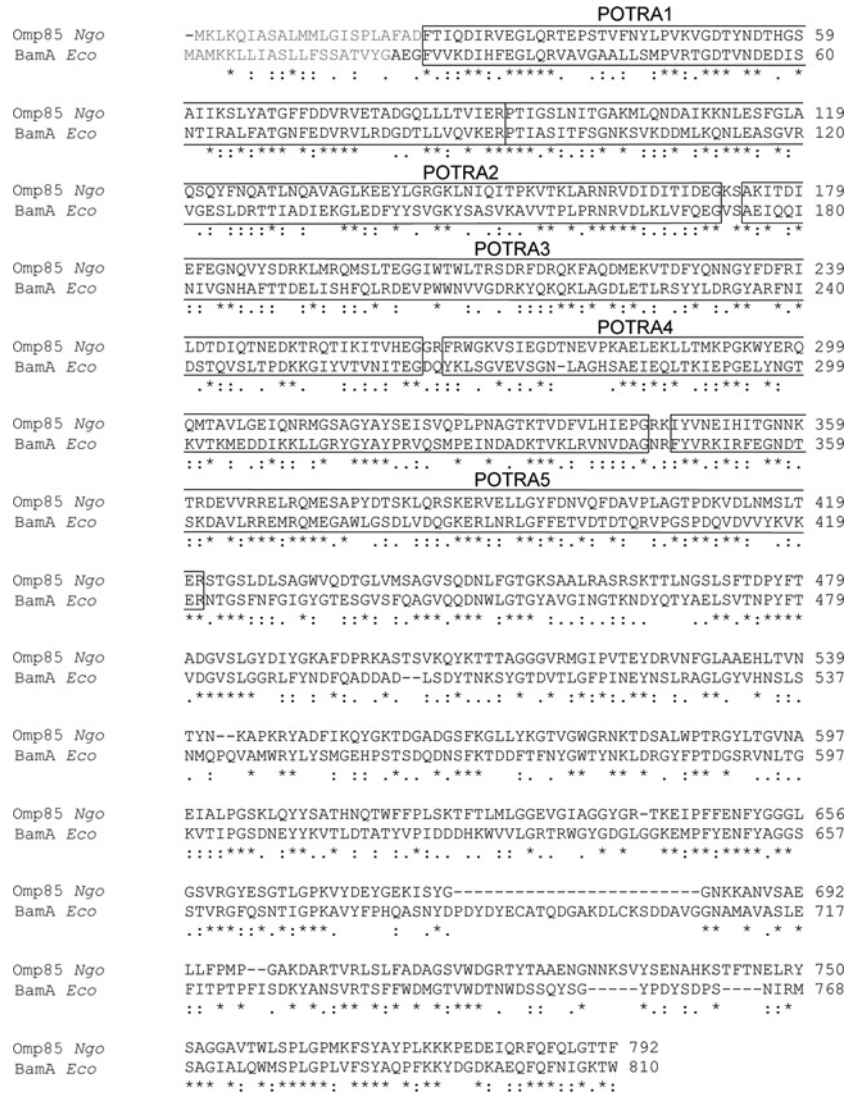 POTRA1
Omp85 Ngo -MKLKQIASALMMLGISPLAFADFTIQDIRVEGLQRTEPSTVFNYLPVKVGDTYNDTHGS 59
BamA Eco MAMKKLLIASLLFSSATVYGAEGFVVKDIHFEGLQRVAVGAALLSMPVRTGDTVNDEDIS 60
* : ::* : . *.::**:.*****. .::: :**:.*** ** . *
AIIKSLYATGFFDDVRVETADGQLLLTVIERPTIGSLNITGAKMLQNDAIKKNLESFGLA 119
Omp85 Ngo
BamA Eco NTIRALFATGNFEDVRVLRDGDTLLVQVKERPTIASITFSGNKSVKDDMLKQNLEASGVR 120
*::*:*** *:**** .. **: * *****.*:.::* * :::* :*:***: *:
POTRA2
Omp85 Ngo QSQYFNQATLNQAVAGLKEEYLGRGKLNIQITPKVTKLARNRVDIDITIDEGKSAKITDI 179
BamA Eco VGESLDRTTIADIEKGLEDFYYSVGKYSASVKAVVTPLPRNRVDLKLVFQEGVSAEIQQI 180
.: ::::*: : **:: * . ** . .:.. ** * *****:.:.::** **:* :*
POTRA3
Omp85 Ngo EFEGNQVYSDRKLMRQMSLTEGGIWTWLTRSDRFDRQKFAQDMEKVTDFYQNNGYFDFRI 239
BamA Eco NIVGNHAFTTDELISHFQLRDEVPWWNVVGDRKYQKQKLAGDLETLRSYYLDRGYARFNI 240
:: **:.:: :*: ::.* : * :. . ::::**:* *:*.: .:* :.** *.*
POTRA4
Omp85 Ngo LDTDIQTNEDKTRQTIKITVHEGGRFRWGKVSIEGDTNEVPKAELEKLLTMKPGKWYERQ 299
BamA Eco DSTQVSLTPDKKGIYVTVNITEGDQYKLSGVEVSGN-LAGHSAEIEQLTKIEPGELYNGT 299
.*::. . **. :.:.: **.::: . *.:.*: .**:*:* .::**: *:
Omp85 Ngo QMTAVLGEIQNRMGSAGYAYSEISVQPLPNAGTKTVDFVLHIEPGRKIYVNEIHITGNNK 359
BamA Eco KVTKMEDDIKKLLGRYGYAYPRVQSMPEINDADKTVKLRVNVDAGNRFYVRKIRFEGNDT 359
::* : .:*:: :* ****..:. * * . ***.: :::: .*.::**.:*:: **:.
POTRA5
Omp85 Ngo TRDEVVRRELRQMESAPYDTSKLQRSKERVELLGYFDNVQFDAVPLAGTPDKVDLNMSLT 419
BamA Eco SKDAVLRREMRQMEGAWLGSDLVDQGKERLNRLGFFETVDTDTQRVPGSPDQVDVVYKVK 419
::* *:***:****.* .:. :::.***:: **:*:.*: *: :.*:**:**: .:.
Omp85 Ngo ERSTGSLDLSAGWVQDTGLVMSAGVSQDNLFGTGKSAALRASRSKTTLNGSLSFTDPYFT 479
BamA Eco ERNTGSFNFGIGYGTESGVSFQAGVQQDNWLGTGYAVGINGTKNDYQTYAELSVTNPYFT 479
**.***:::. *: ::*: :.***.*** :*** :..:..::.. ..**.*:****
Omp85 Ngo ADGVSLGYDIYGKAFDPRKASTSVKQYKTTTAGGGVRMGIPVTEYDRVNFGLAAEHLTVN 539
BamA Eco VDGVSLGGRLFYNDFQADDAD--LSDYTNKSYGTDVTLGFPINEYNSLRAGLGYVHNSLS 537
.****** :: : *:. .*. :.:*...: * .* :*:*:.**: :. **. * ::.
Omp85 Ngo TYN--KAPKRYADFIKQYGKTDGADGSFKGLLYKGTVGWGRNKTDSALWPTRGYLTGVNA 597
BamA Eco NMQPQVAMWRYLYSMGEHPSTSDQDNSFKTDDFTFNYGWTYNKLDRGYFPTDGSRVNLTG 597
. : * ** : :: .*.. *.*** :. . ** ** * . :** * ..:..
Omp85 Ngo EIALPGSKLQYYSATHNQTWFFPLSKTFTLMLGGEVGIAGGYGR-TKEIPFFENFYGGGL 656
BamA Eco KVTIPGSDNEYYKVTLDTATYVPIDDDHKWVVLGRTRWGYGDGLGGKEMPFYENFYAGGS 657
::::***. :**..* : : :.*:.. .. :: *.. . * * **:**:****.**
Omp85 Ngo GSVRGYESGTLGPKVYDEYGEKISYG------------------------GNKKANVSAE 692
BamA Eco STVRGFQSNTIGPKAVYFPHQASNYDPDYDYECATQDGAKDLCKSDDAVGGNAMAVASLE 717
.:***::*.*:***. : .*. ** * .* *
Omp85 Ngo LLFPMP--GAKDARTVRLSLFADAGSVWDGRTYTAAENGNNKSVYSENAHKSTFTNELRY 750
BamA Eco FITPTPFISDKYANSVRTSFFWDMGTVWDTNWDSSQYSG-----YPDYSDPS----NIRM 768
:: * * . * *.:** *:* * *:*** . :: .* *.: :. * ::*
Omp85 Ngo SAGGAVTWLSPLGPMKFSYAYPLKKKPEDEIQRFQFQLGTTF 792
BamA Eco SAGIALQWMSPLGPLVFSYAQPFKKYDGDKAEQFQFNIGKTW 810
*** *: *:*****: **** *:** *: ::***::*.*: